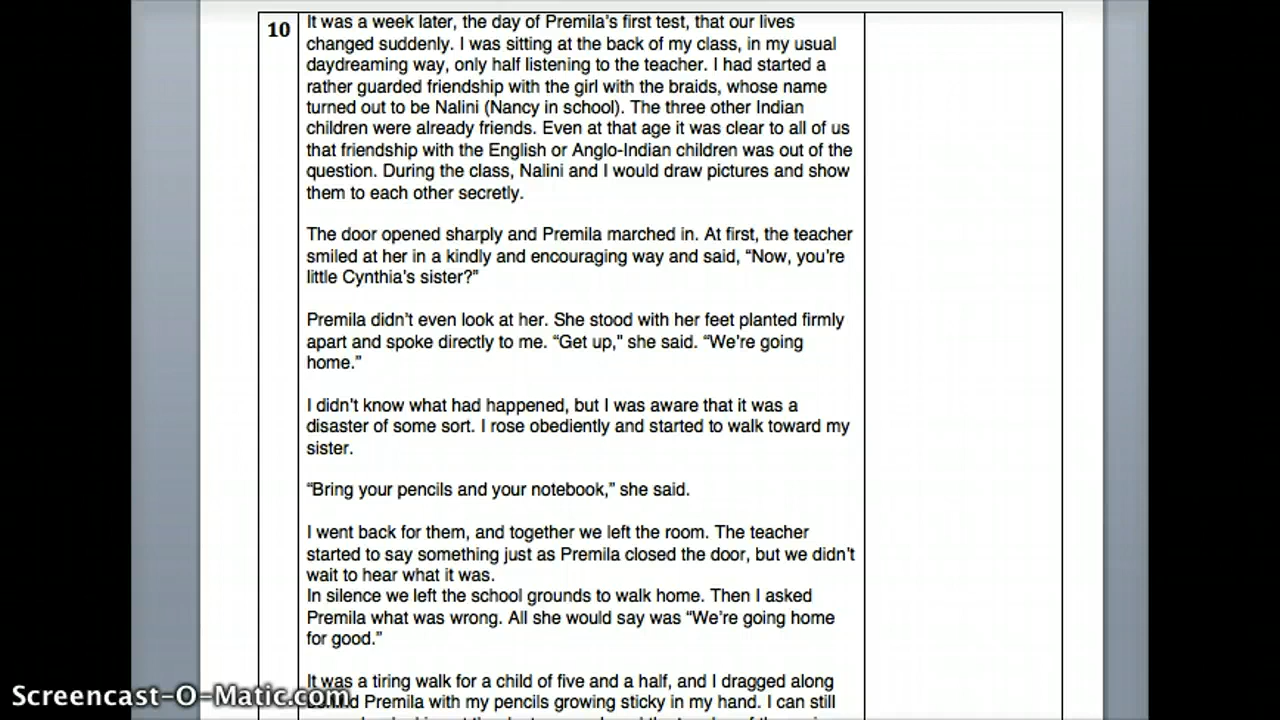 10
It was a week later, the day of Premila's first test, that our lives
changed suddenly. I was sitting at the back of my class, in my usual
daydreaming way, only half listening to the teacher. I had started a
rather guarded friendship with the girl with the braids, whose name
turned out to be Nalini (Nancy in school). The three other Indian
children were already friends. Even at that age it was clear to all of us
that friendship with the English or Anglo-Indian children was out of the
question. During the class, Nalini and I would draw pictures and show
them to each other secretly.
The door opened sharply and Premila marched in. At first, the teacher
smiled at her in a kindly and encouraging way and said, “Now, you're
little Cynthia's sister?”
Premila didn't even look at her. She stood with her feet planted firmly
apart and spoke directly to me. “Get up," she said. “We're going
home.”
I didn't know what had happened, but I was aware that it was a
disaster of some sort. I rose obediently and started to walk toward my
sister.
“Bring your pencils and your notebook,” she said.
I went back for them, and together we left the room. The teacher
started to say something just as Premila closed the door, but we didn't
wait to hear what it was.
In silence we left the school grounds to walk home. Then I asked
Premila what was wrong. All she would say was “We're going home
for good.”
It was a tiring walk for a child of five and a half, and I dragged along
behind Premila with my pencils growing sticky in my hand. I can still
Screencast-O-Matic.com